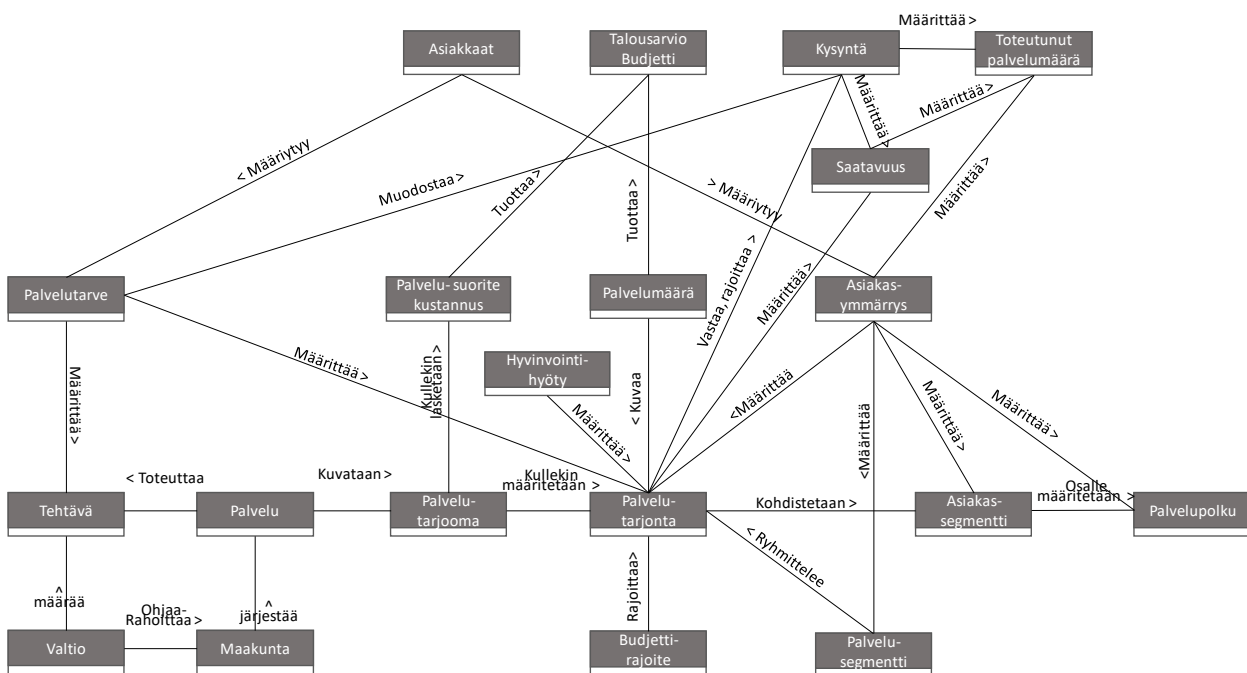 Määrittää >
Asiakkaat
Talousarvio
Budjetti
Kysyntä
Toteutunut
palvelumäärä
Määrittää >
Määrittää >
Saatavuus
< Määriytyy
Muodostaa >
Tuottaa >
Tuottaa >
> Määriytyy
Määrittää >
Vastaa, rajoittaa >
Määrittää >
Palvelutarve
Palvelu- suorite
kustannus
Palvelumäärä
Asiakas-
ymmärrys
Määrittää >
Määrittää >
Kullekin
lasketaan >
Hyvinvointi-
hyöty
Määrittää >
< Kuvaa
<Määrittää
<Määrittää
Määrittää >
Määrittää >
< Toteuttaa
Kuvataan >
Kullekin
määritetään >
Kohdistetaan >
Osalle
määritetään >
Tehtävä
Palvelu
Palvelu-
tarjooma
Palvelu-
tarjonta
Asiakas-
segmentti
Palvelupolku
< Ryhmittelee
Rajoittaa>
>
määrää
Ohjaa-
Rahoittaa >
>
järjestää
Valtio
Maakunta
Budjetti-
rajoite
Palvelu-
segmentti